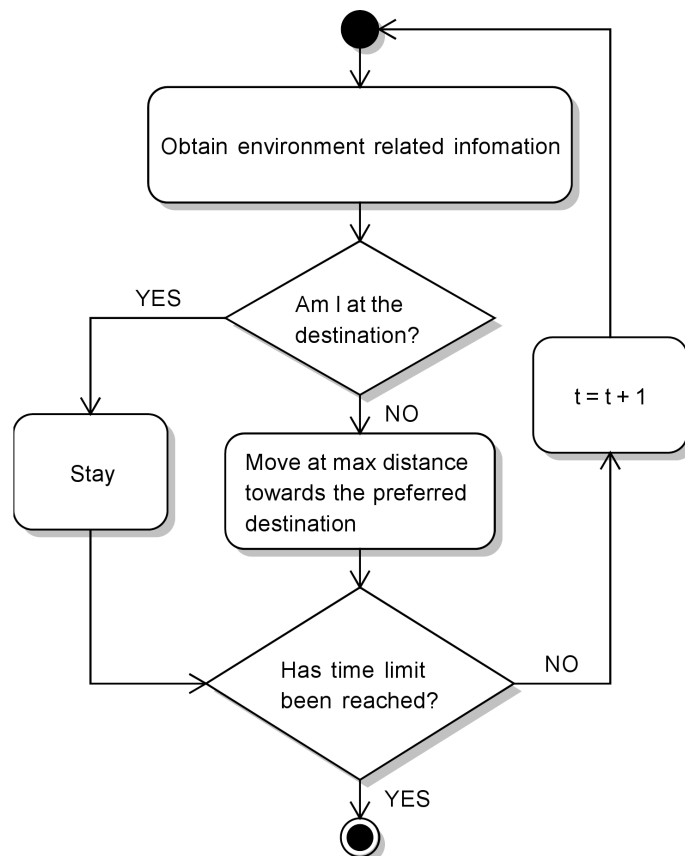 Obtain environment related infomation
YES
Am I at the
destination?
NO
t = t + 1
Stay
Move at max distance
towards the preferred
destination
Has time limit
been reached?
NO
YES